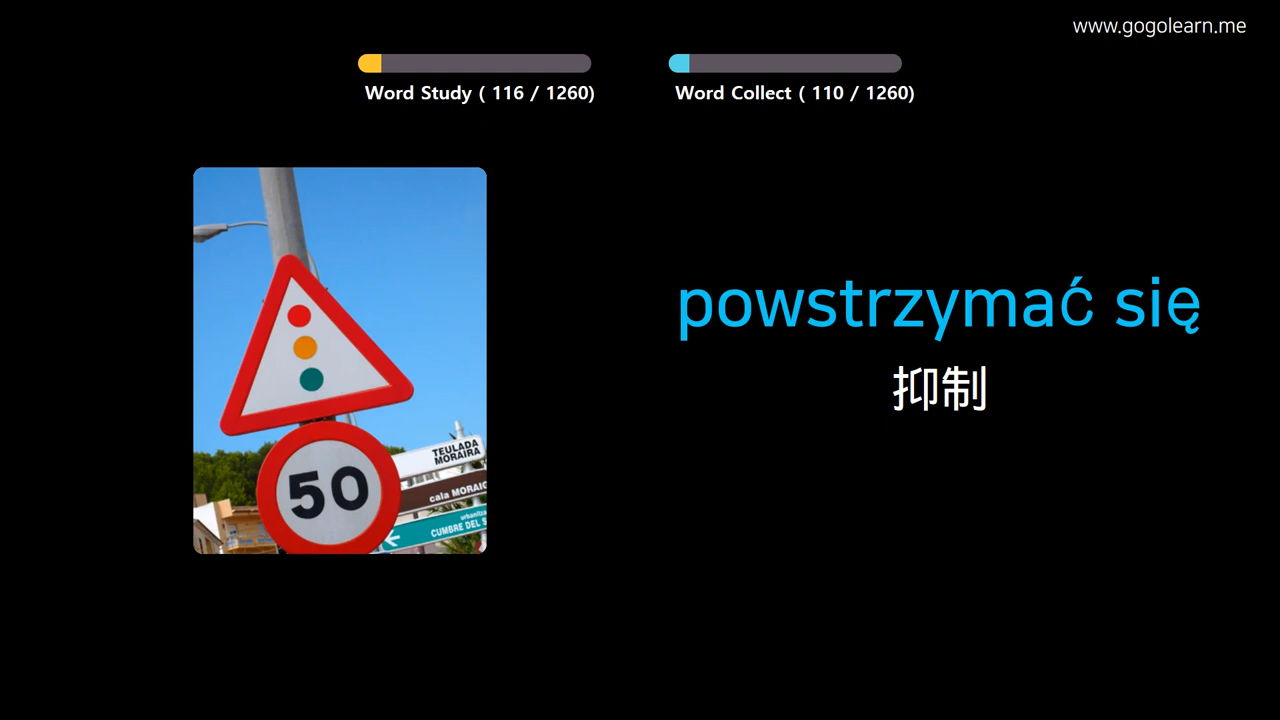 www.gogolearn.me
Word Study ( 116 / 1260)
Word Collect ( 110 / 1260)
powstrzymać się
抑制
50
TEULADA
MORAIRA
cala
CUMBRE DEL